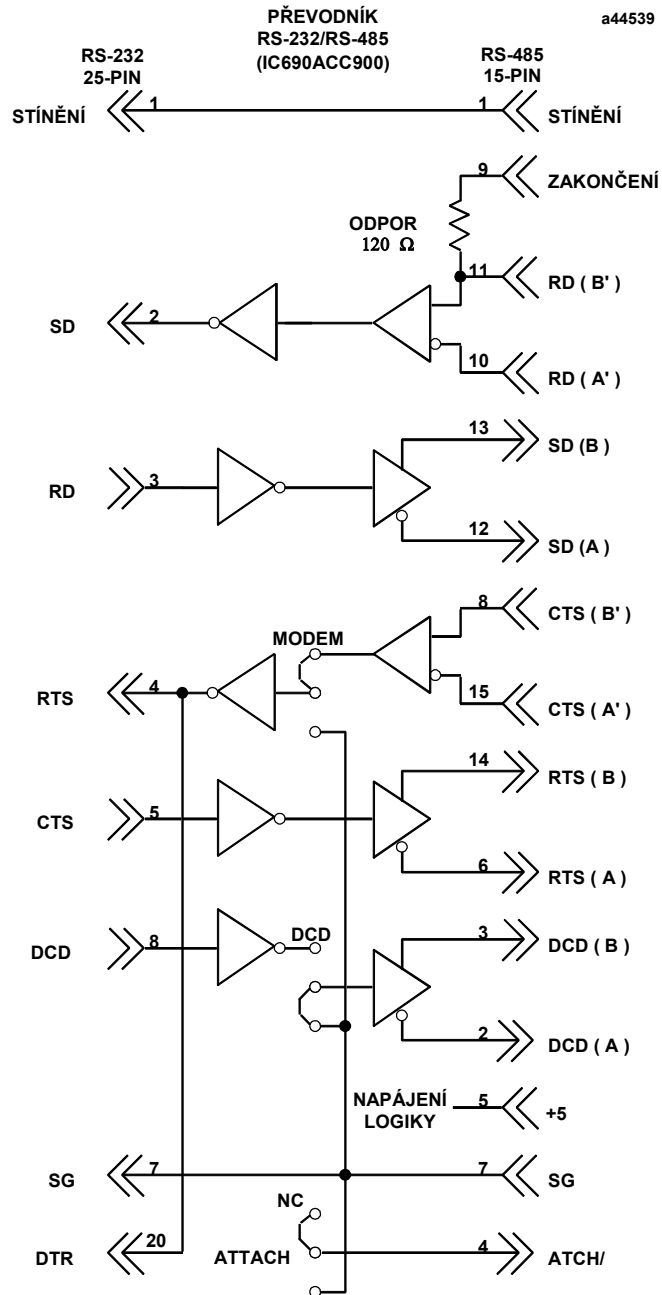 PŘEVODNÍK
RS-232/RS-485
(IC690ACC900)
a44539
RS-232
25-PIN
RS-485
15-PIN
STÍNĚNÍ 1 1 STÍNĚNÍ
9 ZAKONČENÍ
ODPOR
120 Ω
11 RD ( B' )
SD 2
10 RD ( A' )
13 SD (B )
RD 3
12 SD (A )
8 CTS ( B' )
MODEM
RTS 4 15 CTS ( A' )
14 RTS ( B )
CTS 5
6 RTS ( A )
DCD 8 DCD 3 DCD ( B )
2 DCD ( A )
NAPÁJENÍ
LOGIKY 5 +5
SG 7 7 SG
NC
DTR 20 ATTACH 4 ATCH/